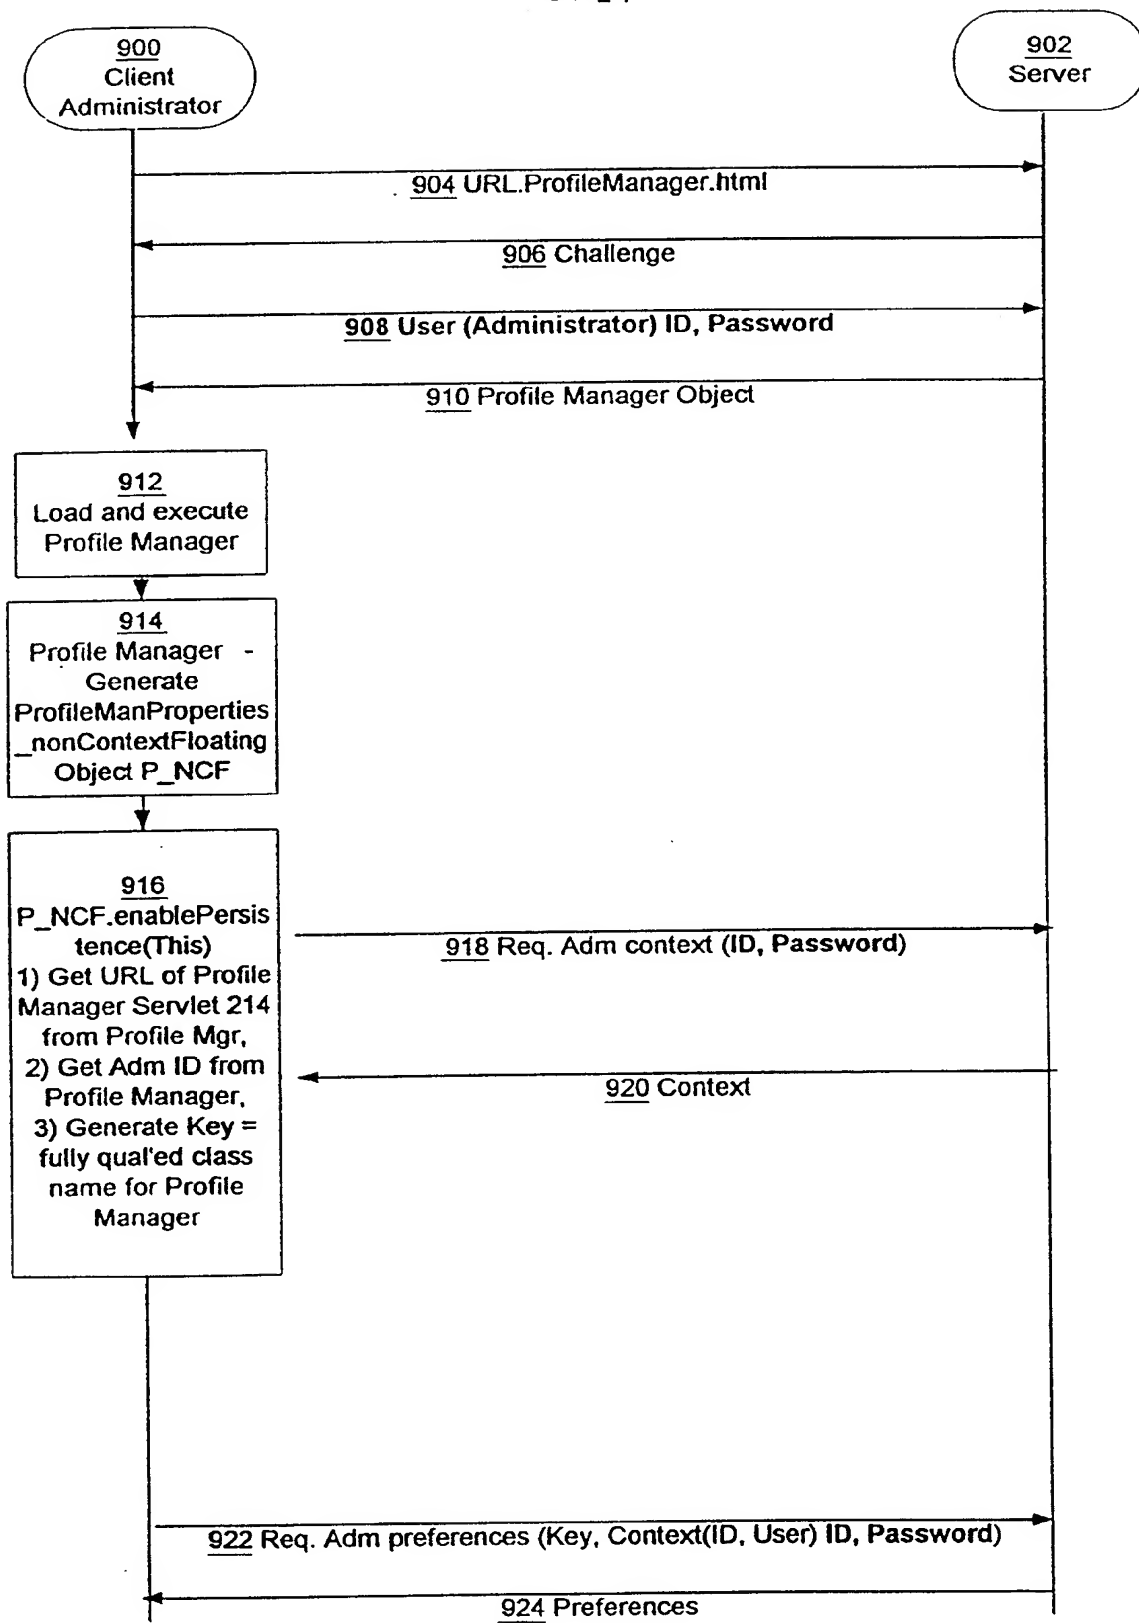 900
Client
Administrator
902
Server
904 URL.ProfileManager.html
906 Challenge
908 User (Administrator) ID, Password
910 Profile Manager Object
912
Load and execute
Profile Manager
914
Profile Manager -
Generate
ProfileManProperties
_nonContextFloating
Object P_NCF
916
P_NCF.enablePersis
tence(This)
1) Get URL of Profile
Manager Servlet 214
from Profile Mgr,
2) Get Adm ID from
Profile Manager,
3) Generate Key =
fully qual'ed class
name for Profile
Manager
918 Req. Adm context (ID, Password)
920 Context
922 Req. Adm preferences (Key, Context(ID, User) ID, Password)
924 Preferences